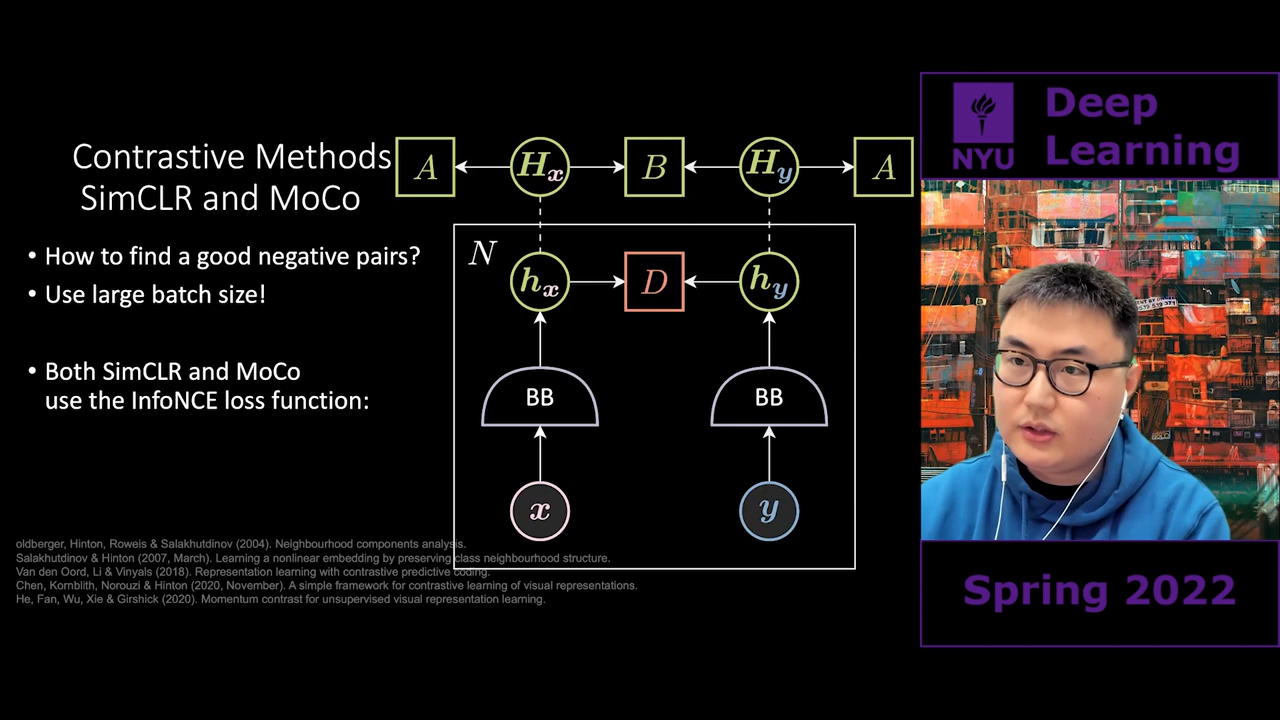 Contrastive Methods
SimCLR and MoCo
• How to find a good negative pairs?
• Use large batch size!
• Both SimCLR and MoCo
use the InfoNCE loss function:
A
Hx
B
Hy
A
N
hx
D
hy
BB
BB
x
y
oldberger, Hinton, Roweis & Salakhutdinov (2004). Neighbourhood components analysis.
Salakhutdinov & Hinton (2007, March). Learning a nonlinear embedding by preserving class neighbourhood structure.
Van den Oord, Li & Vinyals (2018). Representation learning with contrastive predictive coding.
Chen, Kornblith, Norouzi & Hinton (2020, November). A simple framework for contrastive learning of visual representations.
He, Fan, Wu, Xie & Girshick (2020). Momentum contrast for unsupervised visual representation learning.
NYU
Deep
Learning
Spring 2022